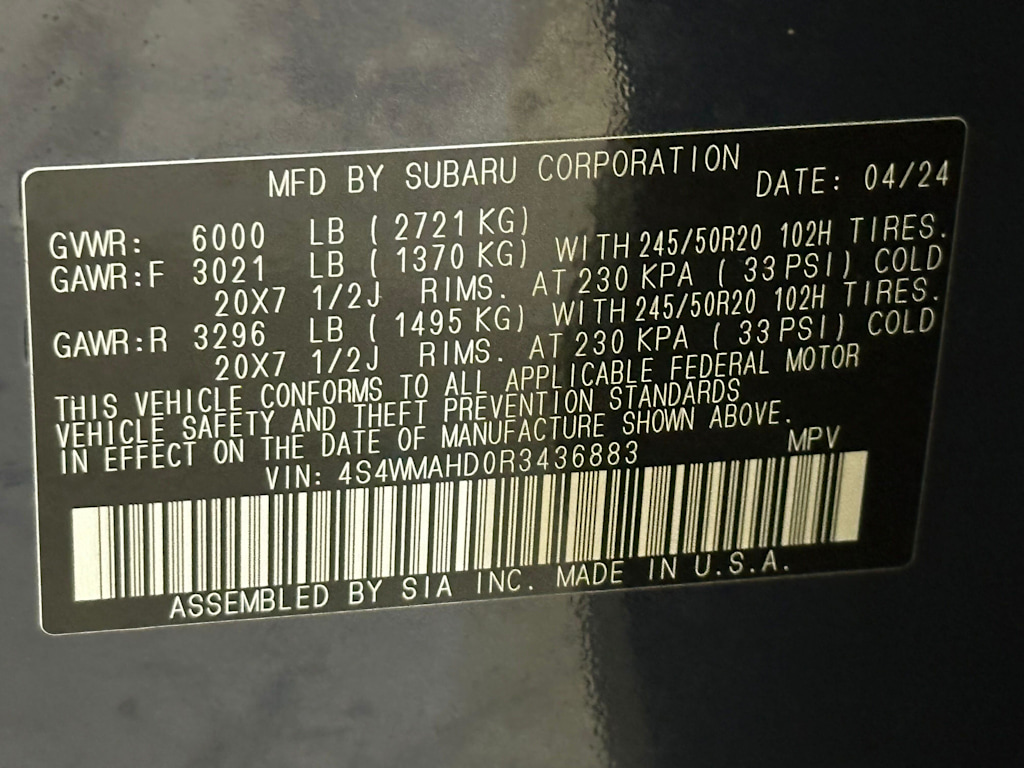 MFD BY SUBARU CORPORATION DATE: 04/24
GVWR: 6000 LB ( 2721 KG)
GAWR:F 3021 LB ( 1370 KG) WITH 245/50R20 102H TIRES.
20X7 1/2J RIMS. AT 230 KPA ( 33 PSI) COLD
GAWR:R 3296 LB ( 1495 KG) WITH 245/50R20 102H TIRES.
20X7 1/2J RIMS. AT 230 KPA ( 33 PSI) COLD
THIS VEHICLE CONFORMS TO ALL APPLICABLE FEDERAL MOTOR
VEHICLE SAFETY AND THEFT PREVENTION STANDARDS
IN EFFECT ON THE DATE OF MANUFACTURE SHOWN ABOVE.
VIN: 4S4WMAHD0R3436883 MPV
ASSEMBLED BY SIA INC. MADE IN U.S.A.